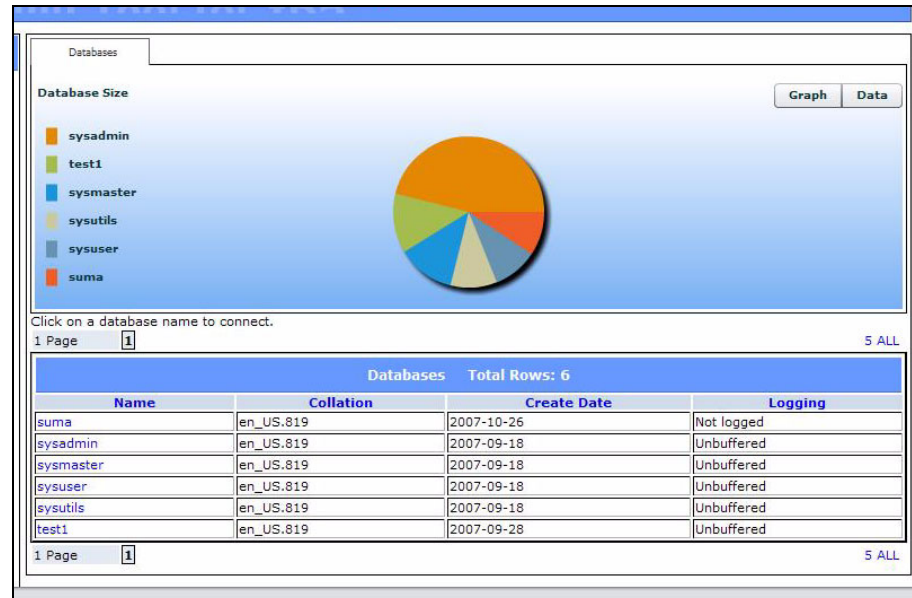 Databases
Database Size
Graph Data
sysadmin
test1
sysmaster
sysutils
sysuser
suma
Click on a database name to connect.
1 Page 1 5 ALL
Databases Total Rows: 6
Name Collation Create Date Logging
suma en_US.819 2007-10-26 Not logged
sysadmin en_US.819 2007-09-18 Unbuffered
sysmaster en_US.819 2007-09-18 Unbuffered
sysuser en_US.819 2007-09-18 Unbuffered
sysutils en_US.819 2007-09-18 Unbuffered
test1 en_US.819 2007-09-28 Unbuffered
1 Page 1 5 ALL